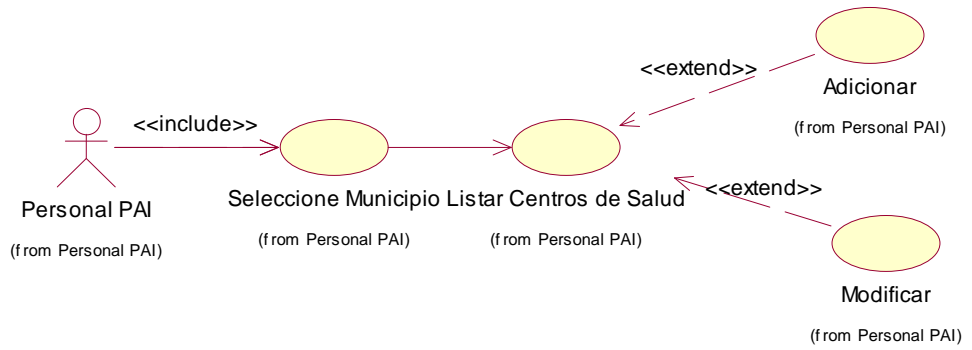 <<extend>>
Adicionar
(from Personal PAI)
<<include>>
Personal PAI
(from Personal PAI)
Seleccione Municipio
(from Personal PAI)
Listar Centros de Salud
(from Personal PAI)
<<extend>>
Modificar
(from Personal PAI)